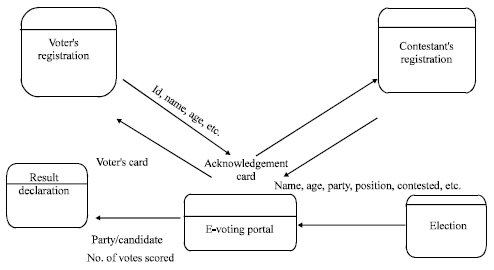 Voter's
registration
Contestant's
registration
Id, name, age, etc.
Voter's card
Acknowledgement
card
Name, age, party, position, contested, etc.
Result
declaration
E-voting portal
Election
Party/candidate
No. of votes scored